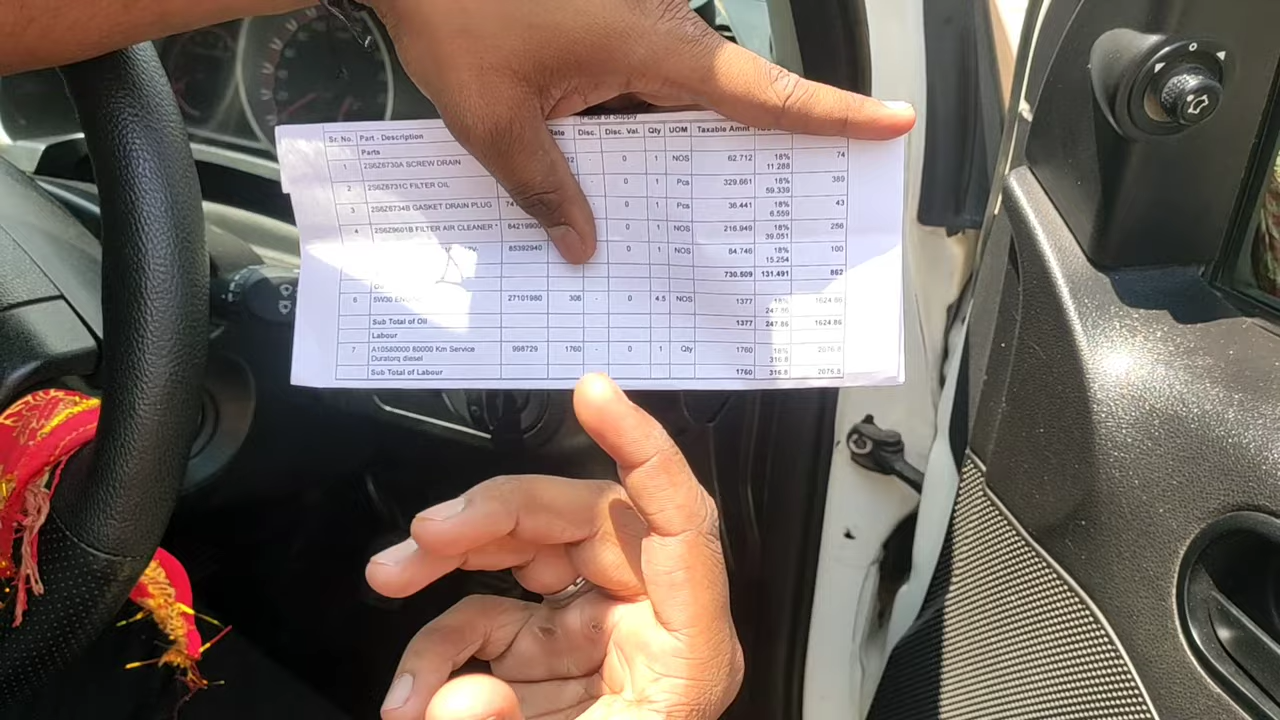 Place of Supply
Sr. No. Part - Description Rate Disc. Disc. Val. Qty UOM Taxable Amnt
Parts
1 2S6Z6730A SCREW DRAIN - 0 1 NOS 62.712 18% 74
11.288
2 2S6Z6731C FILTER OIL 0 1 Pcs 329.661 18% 389
59.339
3 2S6Z6734B GASKET DRAIN PLUG 0 1 Pcs 36.441 18% 43
6.559
4 2S6Z9601B FILTER AIR CLEANER * 84219900 0 1 NOS 216.949 18% 256
39.051
85392940 0 1 NOS 84.746 18% 100
15.254
730.509 131.491 862
6 5W30 27101980 306 - 0 4.5 NOS 1377 18% 1624.86
247.86
Sub Total of Oil 1377 247.86 1624.86
Labour
7 A10580000 80000 Km Service 998729 1760 - 0 1 Qty 1760 18% 2076.8
Duratorq diesel 316.8
Sub Total of Labour 1760 316.8 2076.8
0